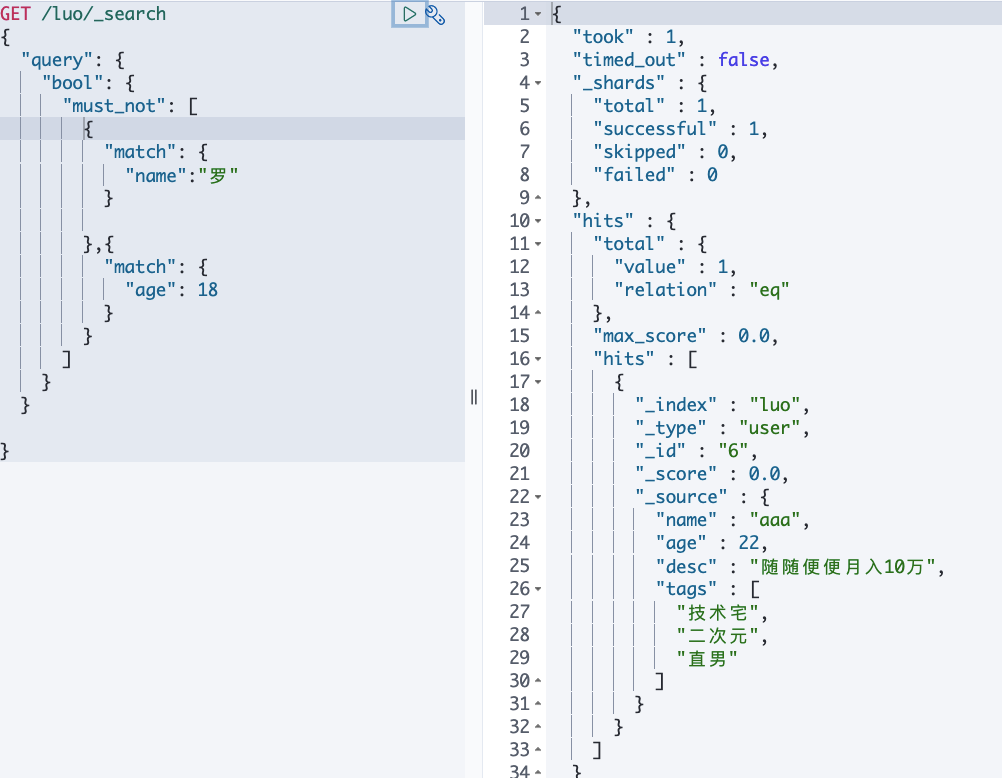 GET /luo/_search
{
  "query": {
    "bool": {
      "must_not": [
        {
          "match": {
            "name":"罗"
          }

        },{
          "match": {
            "age": 18
          }
        }
      ]
    }
  }

}
1 {
2   "took" : 1,
3   "timed_out" : false,
4   "_shards" : {
5     "total" : 1,
6     "successful" : 1,
7     "skipped" : 0,
8     "failed" : 0
9   },
10   "hits" : {
11     "total" : {
12       "value" : 1,
13       "relation" : "eq"
14     },
15     "max_score" : 0.0,
16     "hits" : [
17       {
18         "_index" : "luo",
19         "_type" : "user",
20         "_id" : "6",
21         "_score" : 0.0,
22         "_source" : {
23           "name" : "aaa",
24           "age" : 22,
25           "desc" : "随随便便月入10万",
26           "tags" : [
27             "技术宅",
28             "二次元",
29             "直男"
30           ]
31         }
32       }
33     ]
34   }